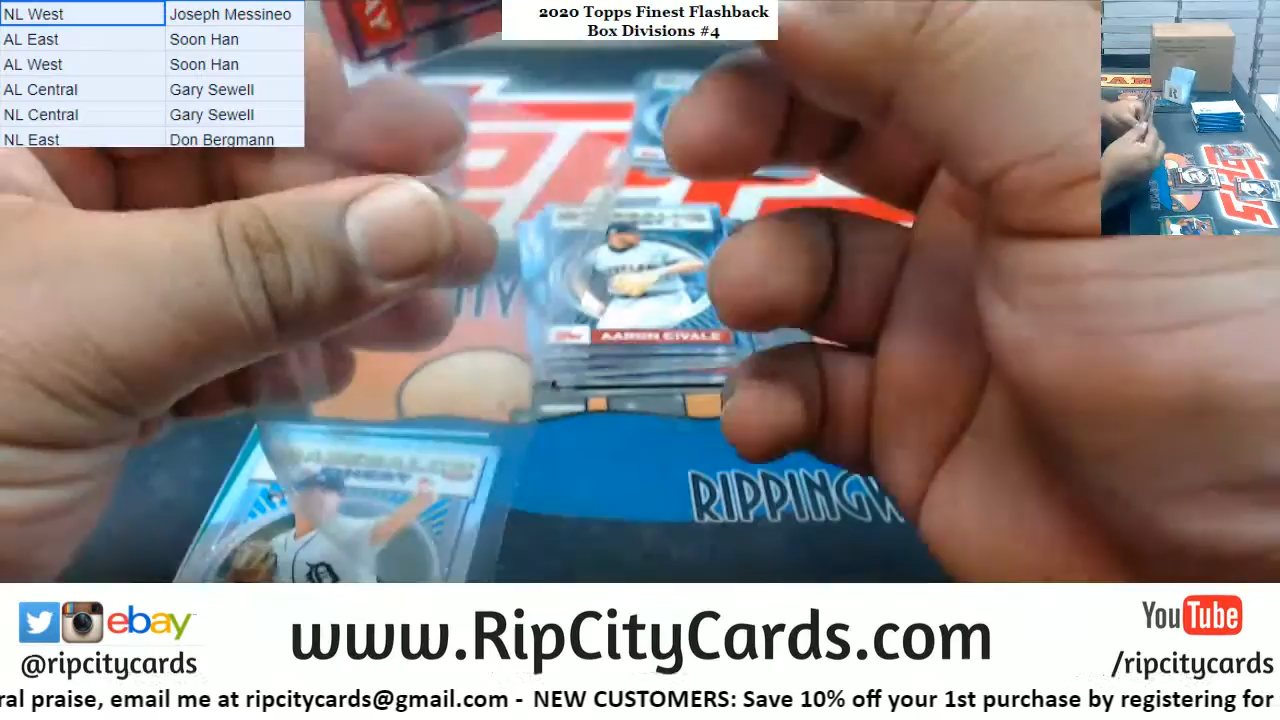 NL West Joseph Messineo
AL East Soon Han
AL West Soon Han
AL Central Gary Sewell
NL Central Gary Sewell
NL East Don Bergmann
2020 Topps Finest Flashback
Box Divisions #4
AARON CIVALE
RIPPING
ebay
@ripcitycards
www.RipCityCards.com
YouTube
/ripcitycards
ral praise, email me at ripcitycards@gmail.com - NEW CUSTOMERS: Save 10% off your 1st purchase by registering for